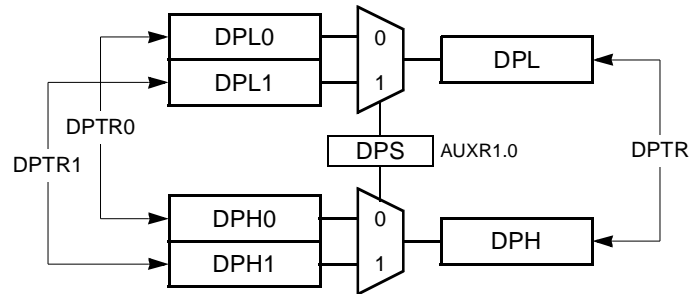 DPL0
0
DPL1
1
DPL
DPTR0
DPTR1
DPS
AUXR1.0
DPTR
DPH0
0
DPH1
1
DPH